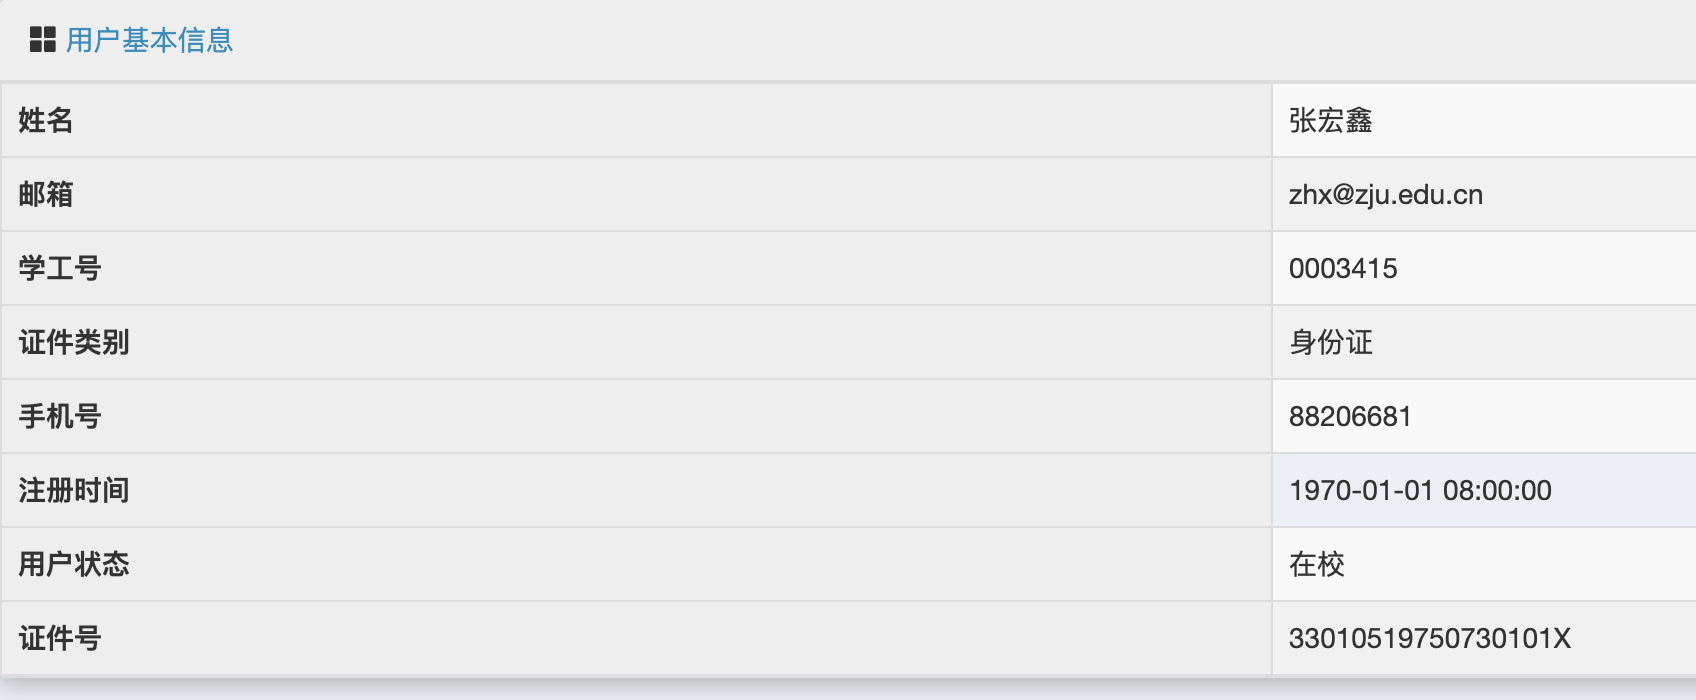 用户基本信息
姓名 张宏鑫
邮箱 zhx@zju.edu.cn
学工号 0003415
证件类别 身份证
手机号 88206681
注册时间 1970-01-01 08:00:00
用户状态 在校
证件号 33010519750730101X